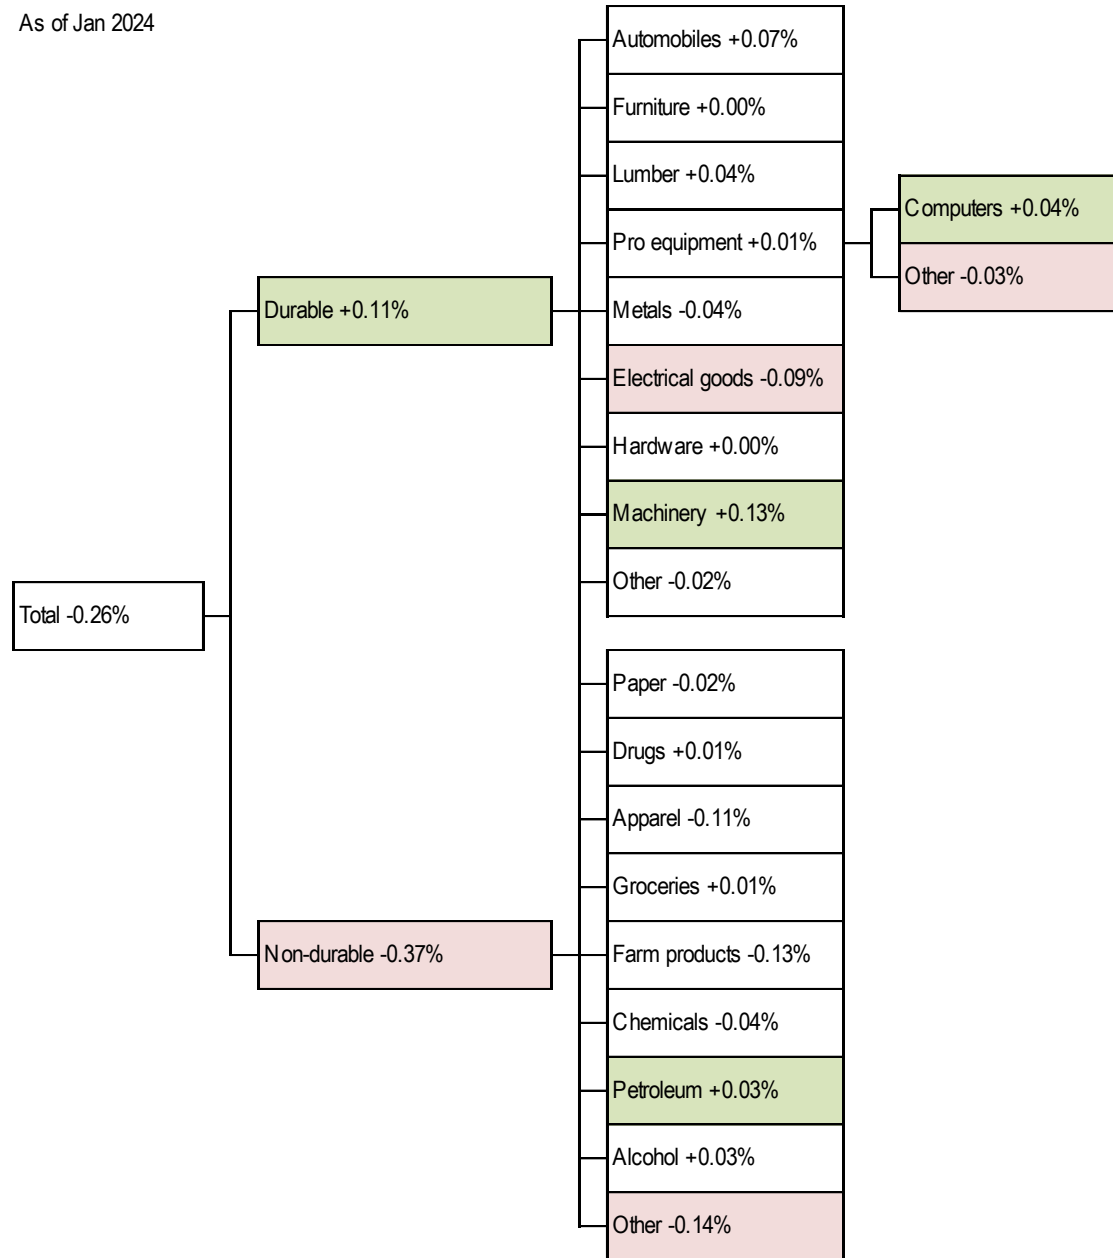 As of Jan 2024
Total -0.26%
Durable +0.11%
Automobiles +0.07%
Furniture +0.00%
Lumber +0.04%
Pro equipment +0.01%
Computers +0.04%
Other -0.03%
Metals -0.04%
Electrical goods -0.09%
Hardware +0.00%
Machinery +0.13%
Other -0.02%
Non-durable -0.37%
Paper -0.02%
Drugs +0.01%
Apparel -0.11%
Groceries +0.01%
Farm products -0.13%
Chemicals -0.04%
Petroleum +0.03%
Alcohol +0.03%
Other -0.14%